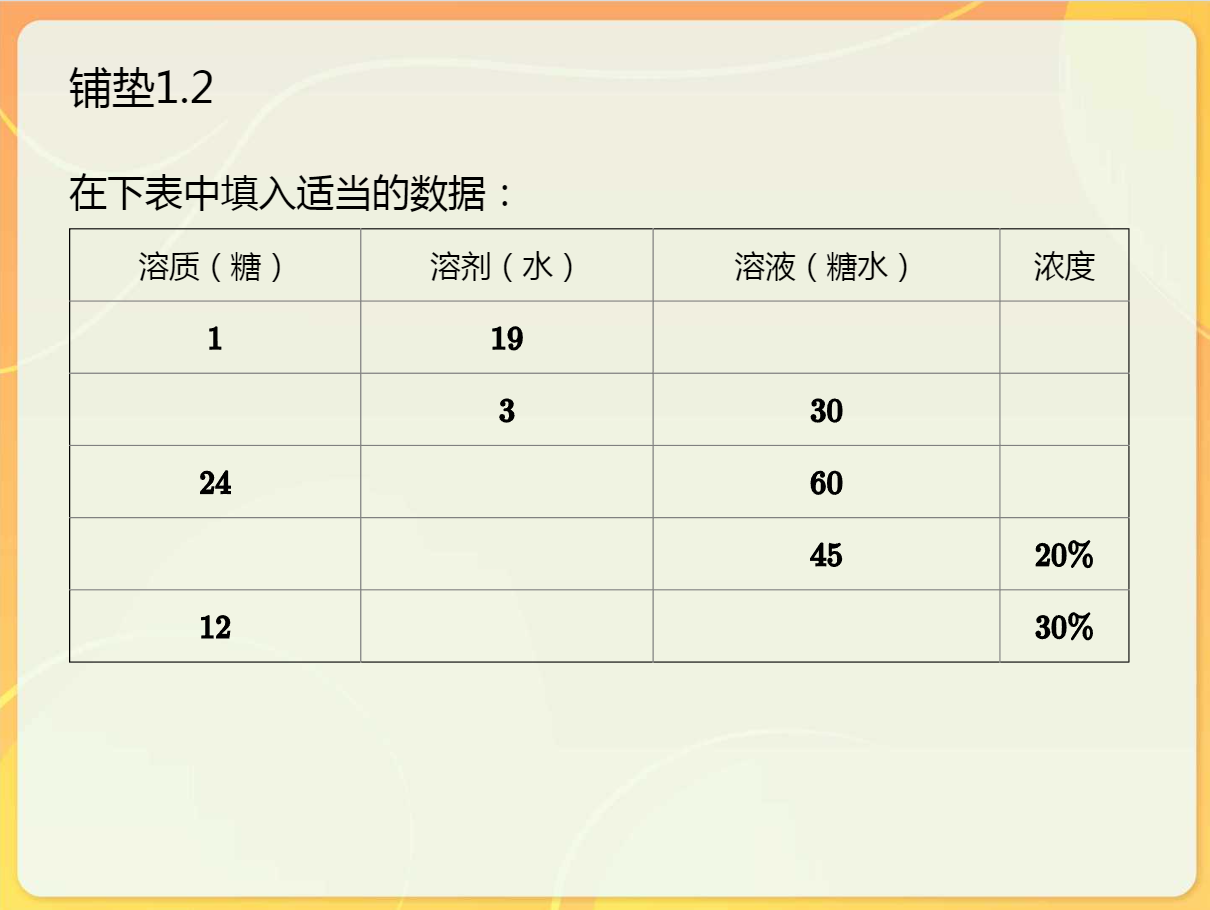 铺垫1.2
在下表中填入适当的数据：
溶质（糖） 溶剂（水） 溶液（糖水） 浓度
1 19
3 30
24 60
45 20%
12 30%